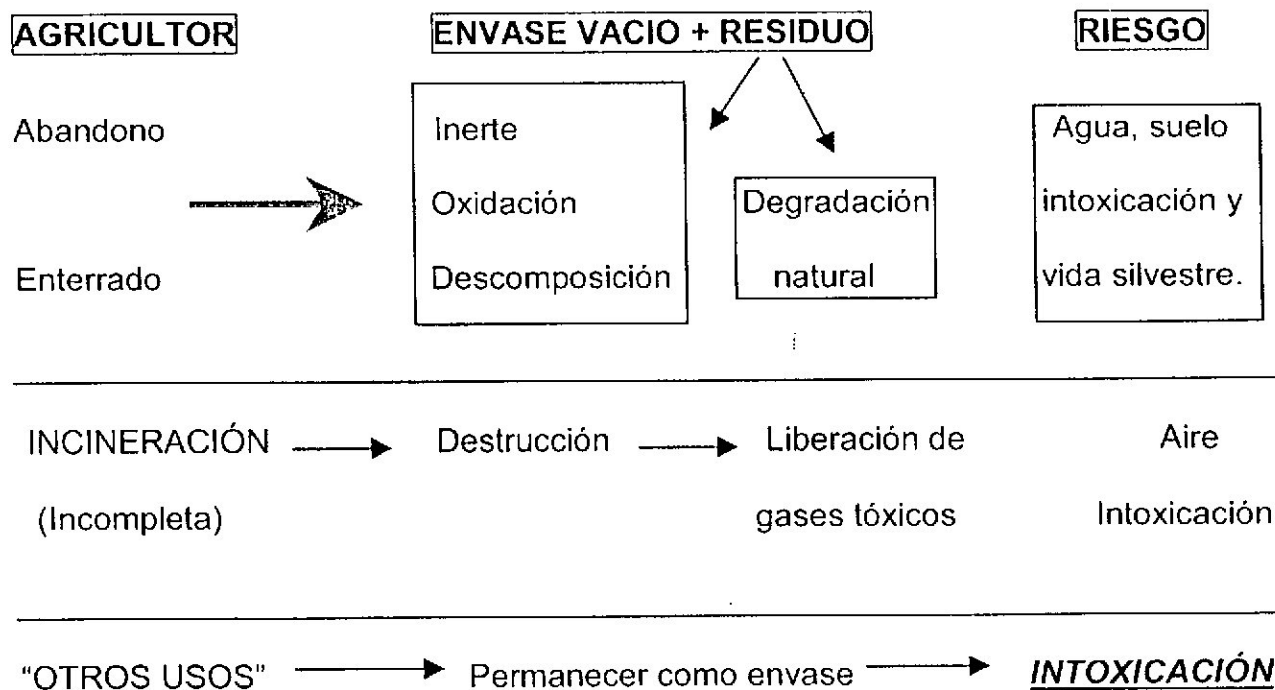 AGRICULTOR ENVASE VACIO + RESIDUO RIESGO
Abandono Inerte Agua, suelo
Oxidación Degradación intoxicación y
Enterrado Descomposición natural vida silvestre.
INCINERACIÓN Destrucción Liberación de Aire
(Incompleta) gases tóxicos Intoxicación
“OTROS USOS” Permanecer como envase INTOXICACIÓN